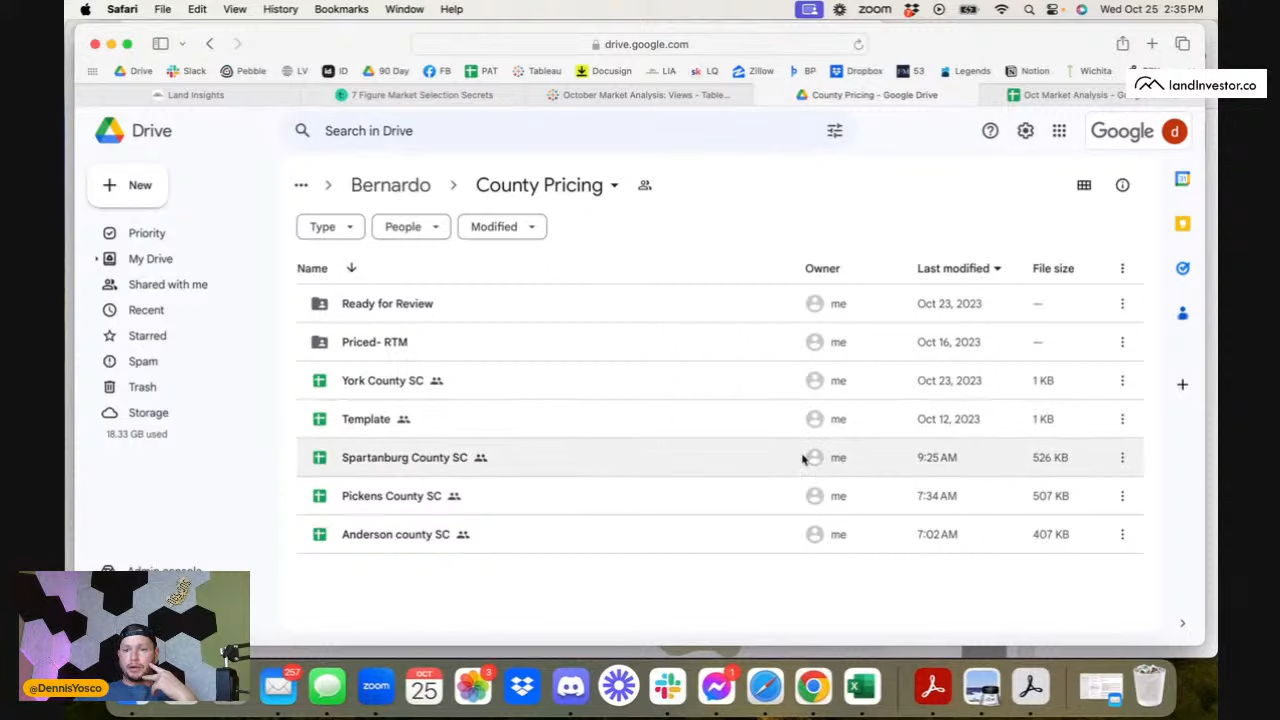 Safari File Edit View History Bookmarks Window Help zoom Wed Oct 25 2:35 PM
drive.google.com
Drive Slack Pebble LV ID 90 Day FB PAT Tableau Docusign LIA LQ Zillow BP Dropbox 53 Legends Notion Wichita
landInvestor.co
Land Insights 7 Figure Market Selection Secrets October Market Analysis: Views - Table... County Pricing - Google Drive Oct Market Analysis - G
Drive Search in Drive Google d
New
... > Bernardo > County Pricing
Type People Modified
Priority
My Drive
Shared with me
Recent
Starred
Spam
Trash
Storage
18.33 GB used
Admin console
Name Owner Last modified File size
Ready for Review me Oct 23, 2023 —
Priced- RTM me Oct 16, 2023 —
York County SC me Oct 23, 2023 1 KB
Template me Oct 12, 2023 1 KB
Spartanburg County SC me 9:25 AM 526 KB
Pickens County SC me 7:34 AM 507 KB
Anderson county SC me 7:02 AM 407 KB
@DennisYosco
257 zoom OCT 25 3 1